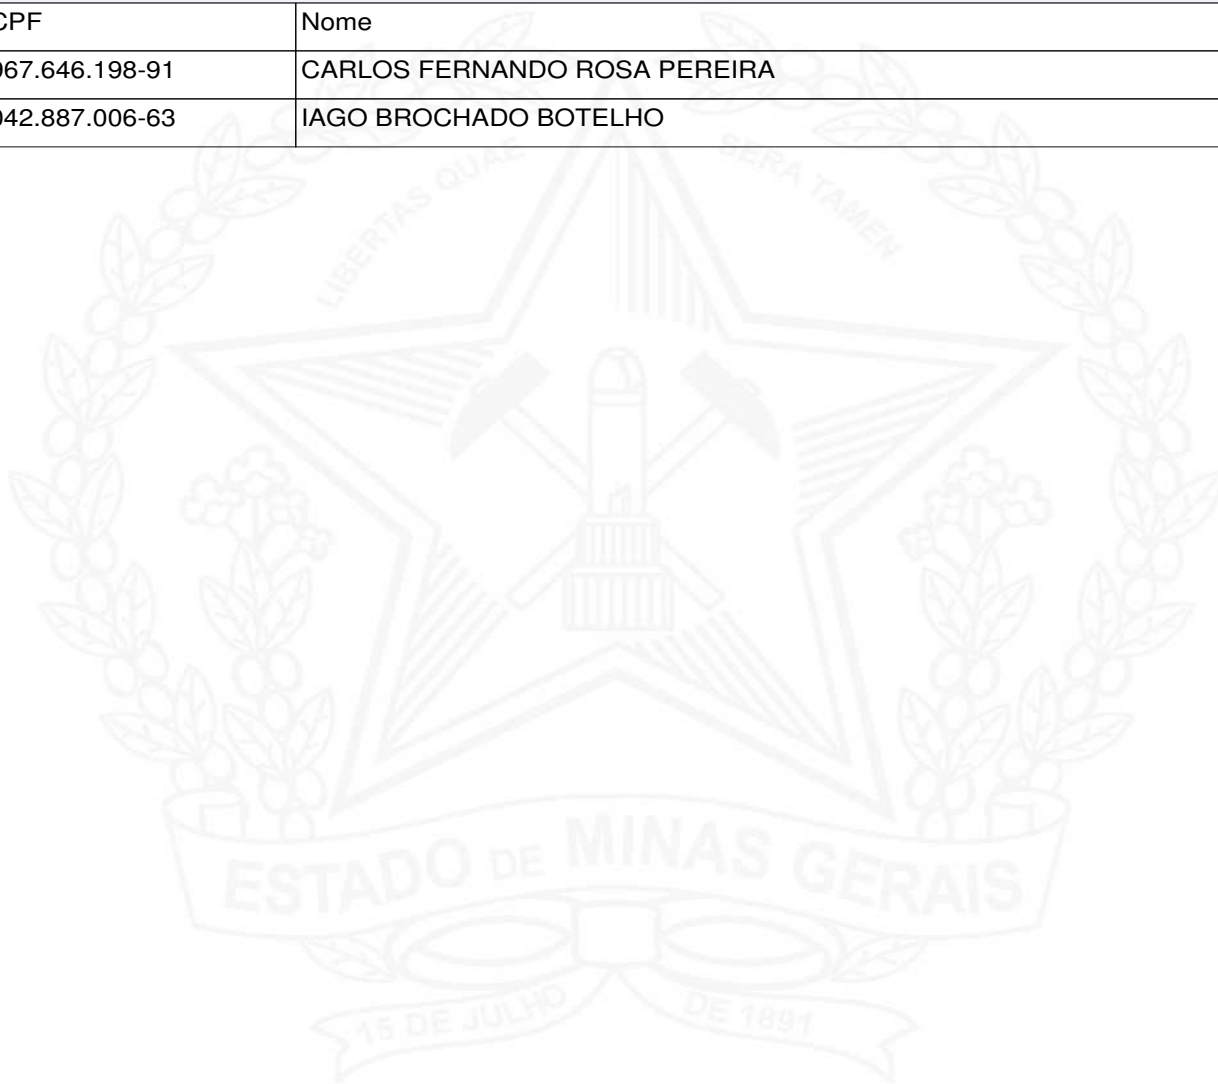 CPF Nome
967.646.198-91 CARLOS FERNANDO ROSA PEREIRA
042.887.006-63 IAGO BROCHADO BOTELHO
LIBERTAS QUAE SERA TAMEN
ESTADO DE MINAS GERAIS
15 DE JULHO DE 1891